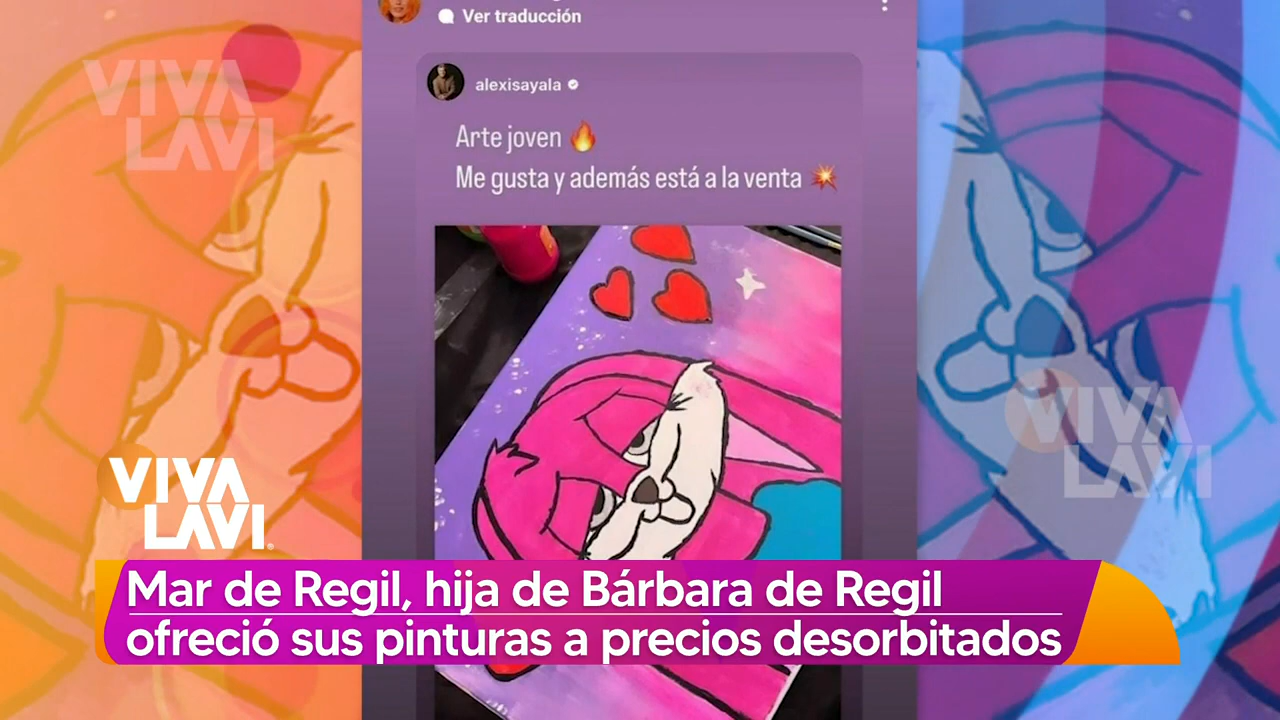 Ver traducción
alexisayala
Arte joven 🔥
Me gusta y además está a la venta 💥
VIVA
LAVI
VIVA
LAVI
VIVA
LAVI®
Mar de Regil, hija de Bárbara de Regil
ofreció sus pinturas a precios desorbitados